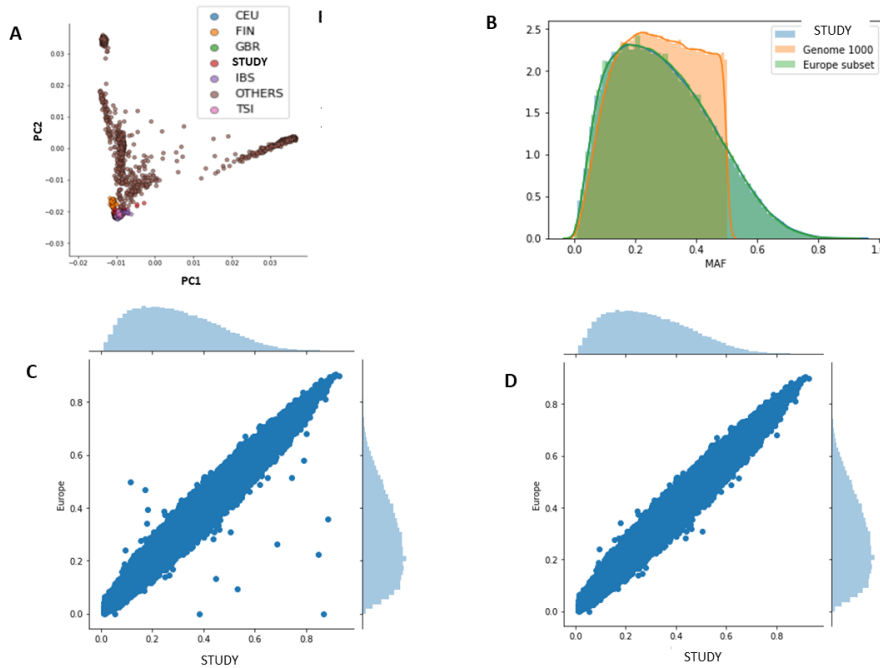 A
CEU
FIN
GBR
STUDY
IBS
OTHERS
TSI
0.03
0.02
0.01
0.00
−0.01
−0.02
−0.03
PC2
−0.02
−0.01
0.00
0.01
0.02
0.03
PC1
B
STUDY
Genome 1000
Europe subset
2.5
2.0
1.5
1.0
0.5
0.0
0.0 0.2 0.4 0.6 0.8
MAF
C
0.8
0.6
0.4
0.2
0.0
Europe
0.0 0.2 0.4 0.6 0.8
STUDY
D
0.8
0.6
0.4
0.2
0.0
Europe
0.0 0.2 0.4 0.6 0.8
STUDY